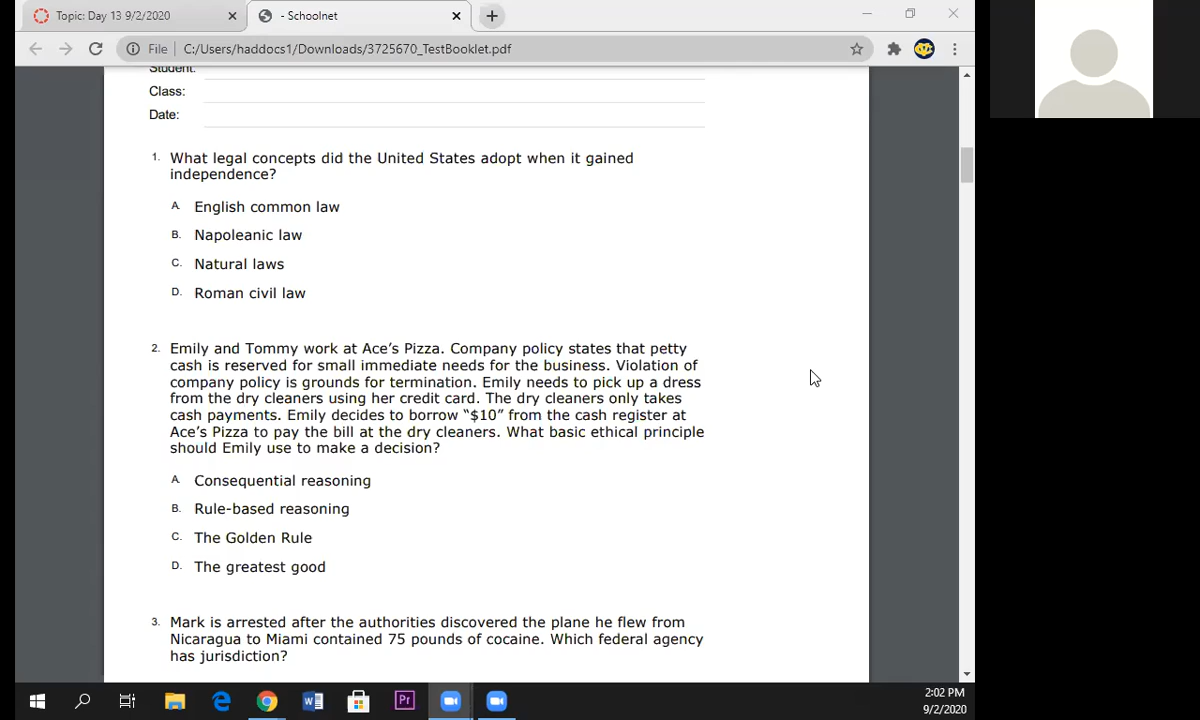 Topic: Day 13 9/2/2020
- Schoolnet
File
C:/Users/haddocs1/Downloads/3725670_TestBooklet.pdf
Student:
Class:
Date:
1. What legal concepts did the United States adopt when it gained
independence?
A. English common law
B. Napoleanic law
C. Natural laws
D. Roman civil law
2. Emily and Tommy work at Ace's Pizza. Company policy states that petty
cash is reserved for small immediate needs for the business. Violation of
company policy is grounds for termination. Emily needs to pick up a dress
from the dry cleaners using her credit card. The dry cleaners only takes
cash payments. Emily decides to borrow "$10" from the cash register at
Ace's Pizza to pay the bill at the dry cleaners. What basic ethical principle
should Emily use to make a decision?
A. Consequential reasoning
B. Rule-based reasoning
C. The Golden Rule
D. The greatest good
3. Mark is arrested after the authorities discovered the plane he flew from
Nicaragua to Miami contained 75 pounds of cocaine. Which federal agency
has jurisdiction?
Pr
2:02 PM
9/2/2020